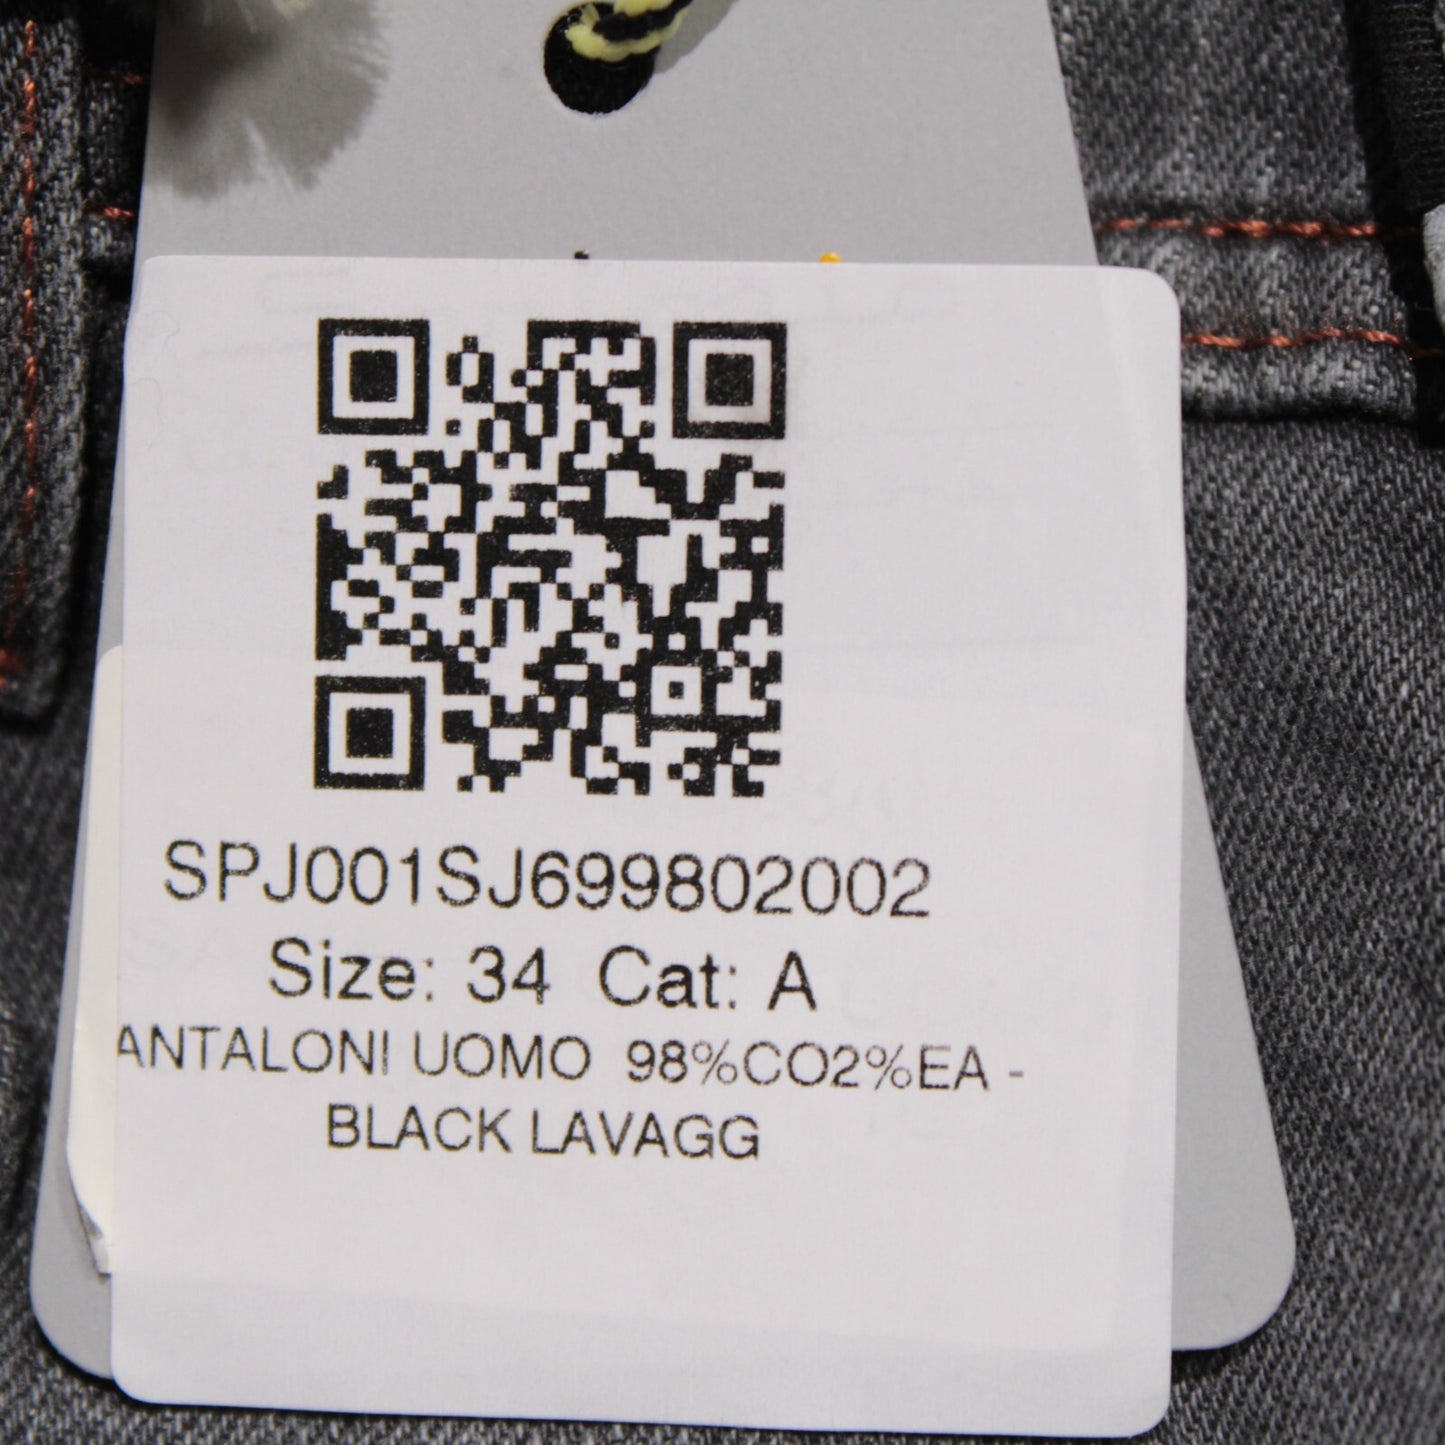 SPJ001SJ699802002
Size: 34 Cat: A
ANTALONI UOMO 98%CO2%EA -
BLACK LAVAGG